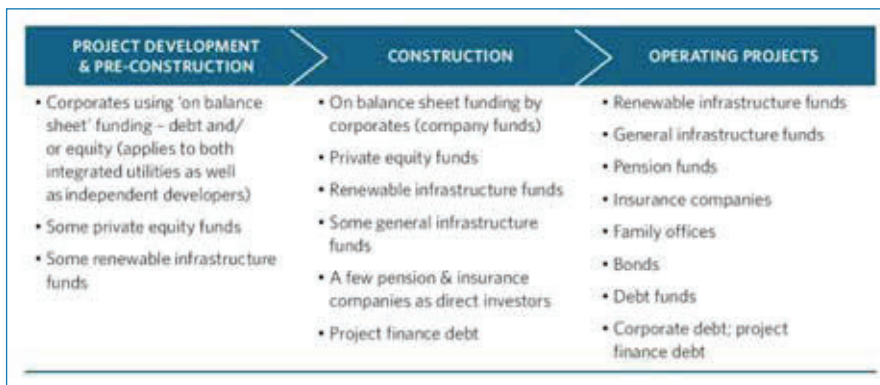 PROJECT DEVELOPMENT
& PRE-CONSTRUCTION
• Corporates using 'on balance
sheet' funding – debt and/
or equity (applies to both
integrated utilities as well
as independent developers)
• Some private equity funds
• Some renewable infrastructure
funds
CONSTRUCTION
• On balance sheet funding by
corporates (company funds)
• Private equity funds
• Renewable infrastructure funds
• Some general infrastructure
funds
• A few pension & insurance
companies as direct investors
• Project finance debt
OPERATING PROJECTS
• Renewable infrastructure funds
• General infrastructure funds
• Pension funds
• Insurance companies
• Family offices
• Bonds
• Debt funds
• Corporate debt; project
finance debt